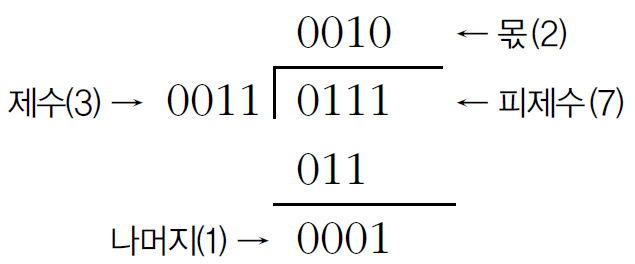 0010 ← 몫(2)
제수(3) → 0011 0111 ← 피제수(7)
011
나머지(1) → 0001